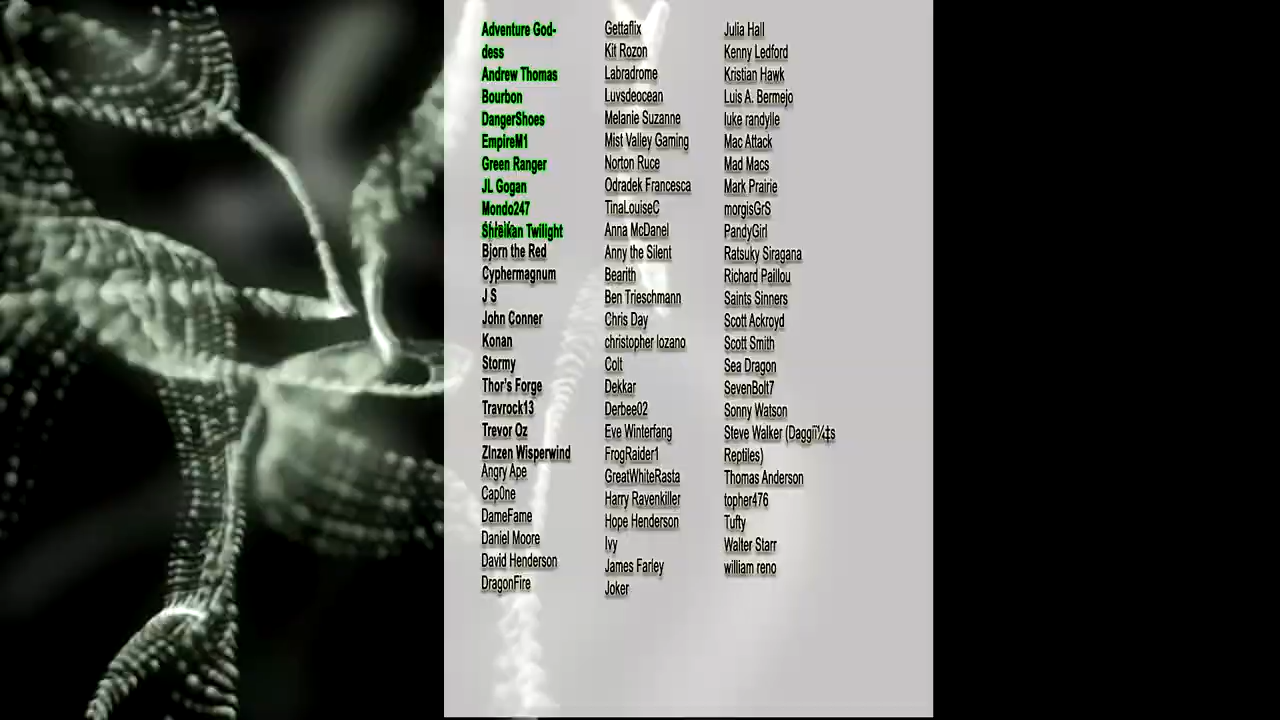 Adventure God-
dess
Andrew Thomas
Bourbon
DangerShoes
EmpireM1
Green Ranger
JL Gogan
Mondo247
Shreikan Twilight
Bjorn the Red
Cyphermagnum
J S
John Conner
Konan
Stormy
Thor's Forge
Travrock13
Trevor Oz
ZInzen Wisperwind
Angry Ape
Cap0ne
DameFame
Daniel Moore
David Henderson
DragonFire
Gettaflix
Kit Rozon
Labradrome
Luvsdeocean
Melanie Suzanne
Mist Valley Gaming
Norton Ruce
Odradek Francesca
TinaLouiseC
Anna McDanel
Anny the Silent
Bearith
Ben Trieschmann
Chris Day
christopher lozano
Colt
Dekkar
Derbee02
Eve Winterfang
FrogRaider1
GreatWhiteRasta
Harry Ravenkiller
Hope Henderson
Ivy
James Farley
Joker
Julia Hall
Kenny Ledford
Kristian Hawk
Luis A. Bermejo
luke randylle
Mac Attack
Mad Macs
Mark Prairie
morgisGrS
PandyGirl
Ratsuky Siragana
Richard Paillou
Saints Sinners
Scott Ackroyd
Scott Smith
Sea Dragon
SevenBolt7
Sonny Watson
Steve Walker (Daggiï¼‡s
Reptiles)
Thomas Anderson
topher476
Tufty
Walter Starr
william reno